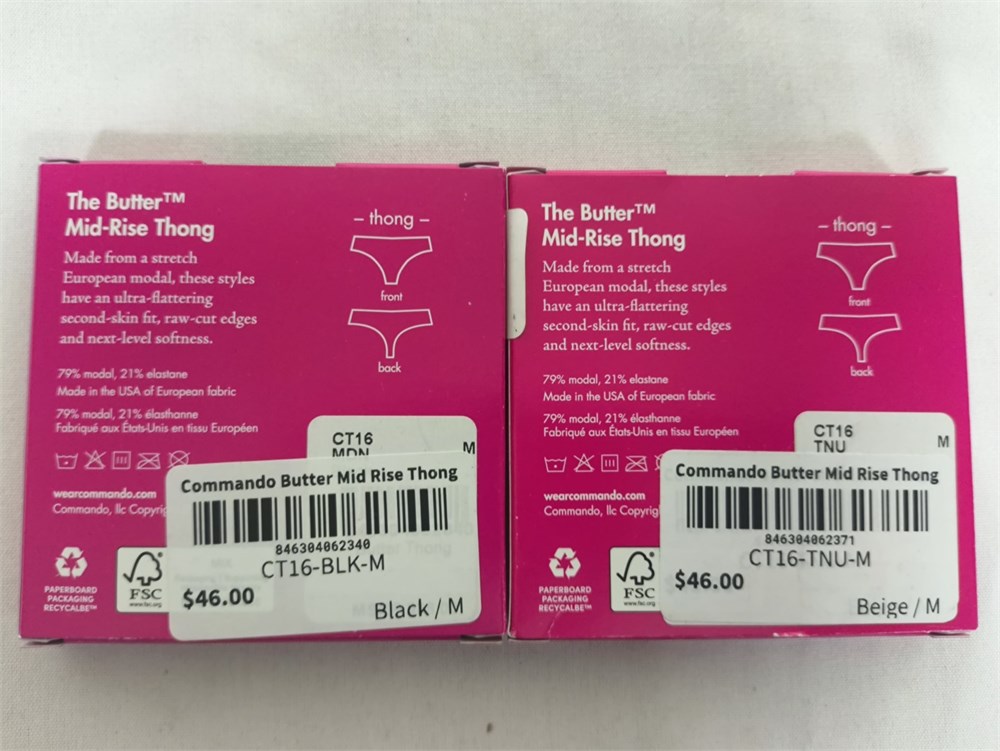 The Butter™
Mid-Rise Thong
Made from a stretch
European modal, these styles
have an ultra-flattering
second-skin fit, raw-cut edges
and next-level softness.
79% modal, 21% elastane
Made in the USA of European fabric
79% modal, 21% élasthanne
Fabriqué aux États-Unis en tissu Européen
wearcommando.com
Commando, llc
PAPERBOARD
PACKAGING
RECYCALBE™
FSC
www.fsc.org
– thong –
front
back
CT16
MDN
M
Commando Butter Mid Rise Thong
846304062340
CT16-BLK-M
$46.00
Black / M
The Butter™
Mid-Rise Thong
Made from a stretch
European modal, these styles
have an ultra-flattering
second-skin fit, raw-cut edges
and next-level softness.
79% modal, 21% elastane
Made in the USA of European fabric
79% modal, 21% élasthanne
Fabriqué aux États-Unis en tissu Européen
wearcommando.com
Commando, llc
PAPERBOARD
PACKAGING
RECYCALBE™
FSC
www.fsc.org
– thong –
front
back
CT16
TNU
M
Commando Butter Mid Rise Thong
846304062371
CT16-TNU-M
$46.00
Beige / M